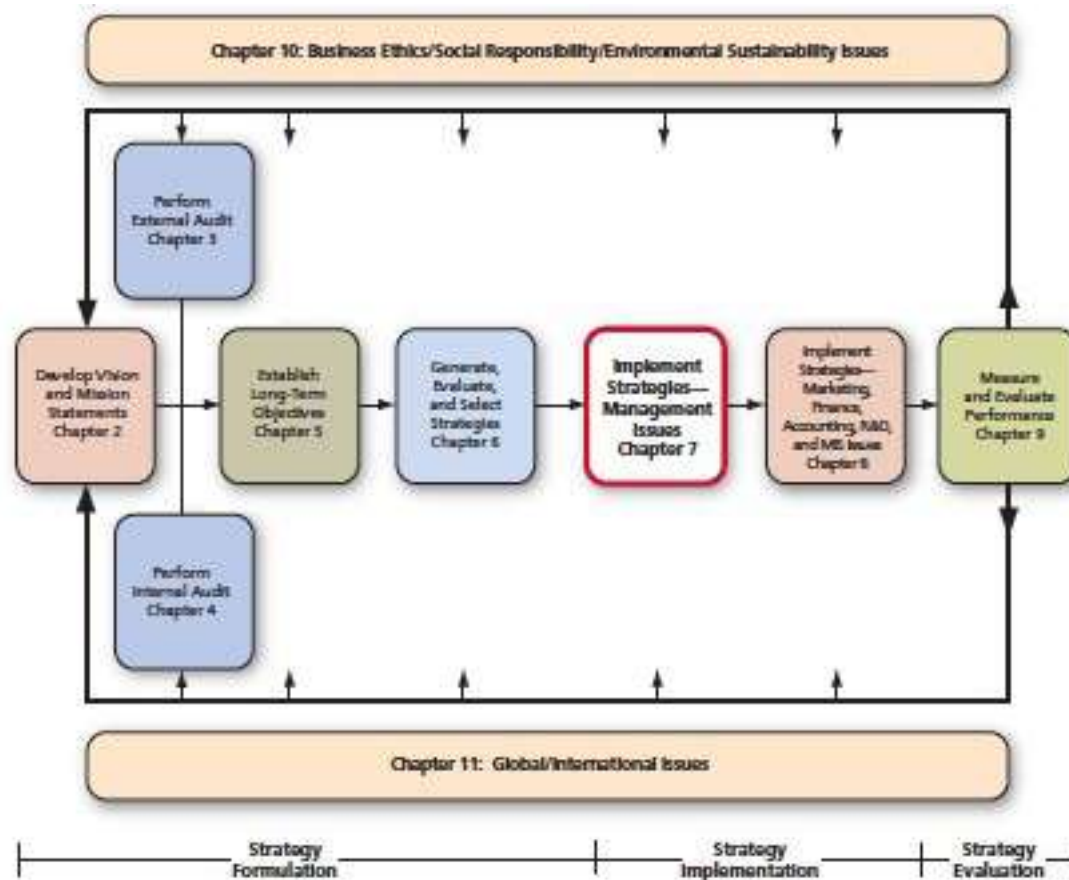 Chapter 10: Business Ethics/Social Responsibility/Environmental Sustainability Issues
Perform
External Audit
Chapter 3
Develop Vision
and Mission
Statements
Chapter 2
Establish
Long-Term
Objectives
Chapter 5
Generate,
Evaluate,
and Select
Strategies
Chapter 6
Implement
Strategies—
Management
Issues
Chapter 7
Implement
Strategies—
Marketing,
Finance,
Accounting, R&D,
and MIS Issues
Chapter 8
Measure
and Evaluate
Performance
Chapter 9
Perform
Internal Audit
Chapter 4
Chapter 11: Global/International Issues
Strategy
Formulation
Strategy
Implementation
Strategy
Evaluation